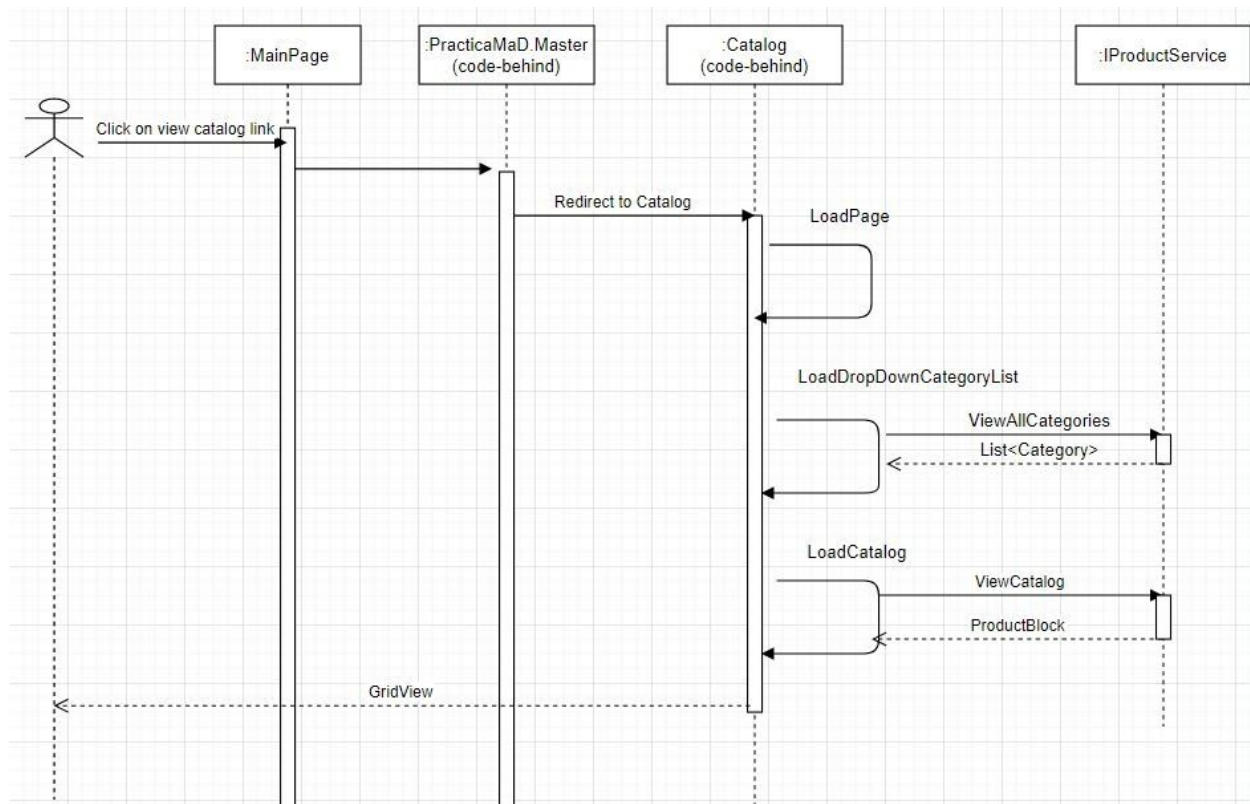 :MainPage
:PracticaMaD.Master
(code-behind)
:Catalog
(code-behind)
:IProductService
Click on view catalog link
Redirect to Catalog
LoadPage
LoadDropDownCategoryList
ViewAllCategories
List<Category>
LoadCatalog
ViewCatalog
ProductBlock
GridView